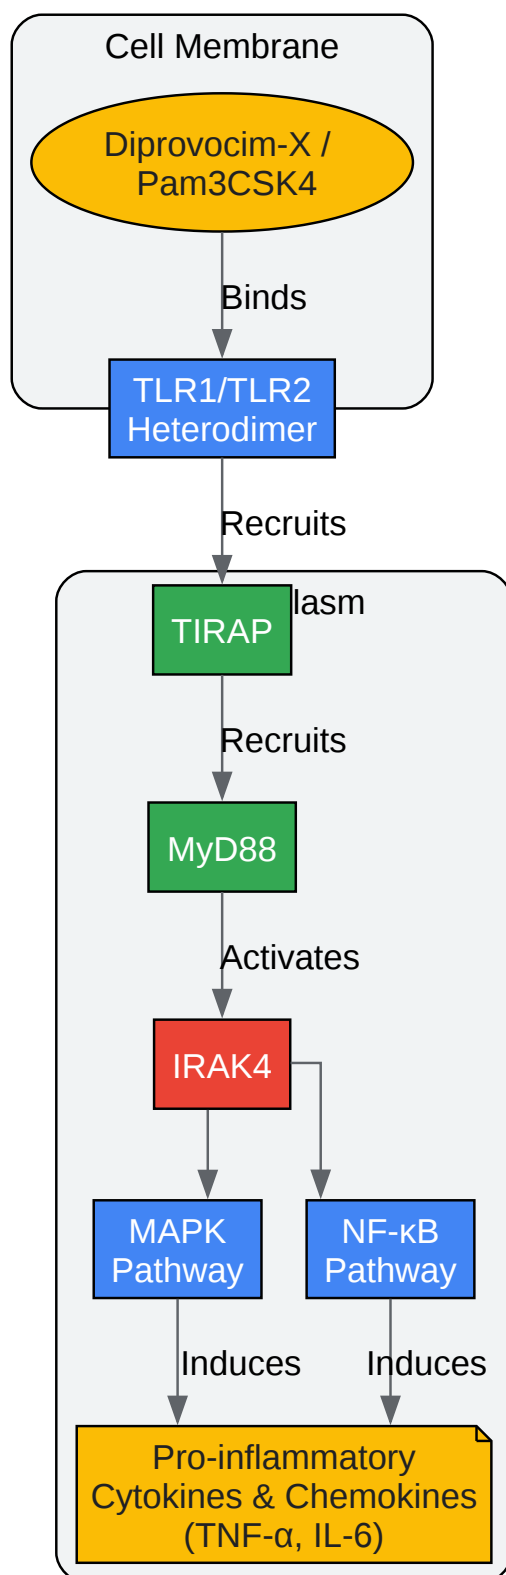 Cell Membrane
Diprovocim-X /
Pam3CSK4
Binds
TLR1/TLR2
Heterodimer
Recruits
lasm
TIRAP
Recruits
MyD88
Activates
IRAK4
MAPK
Pathway
NF-κB
Pathway
Induces
Induces
Pro-inflammatory
Cytokines & Chemokines
(TNF-α, IL-6)